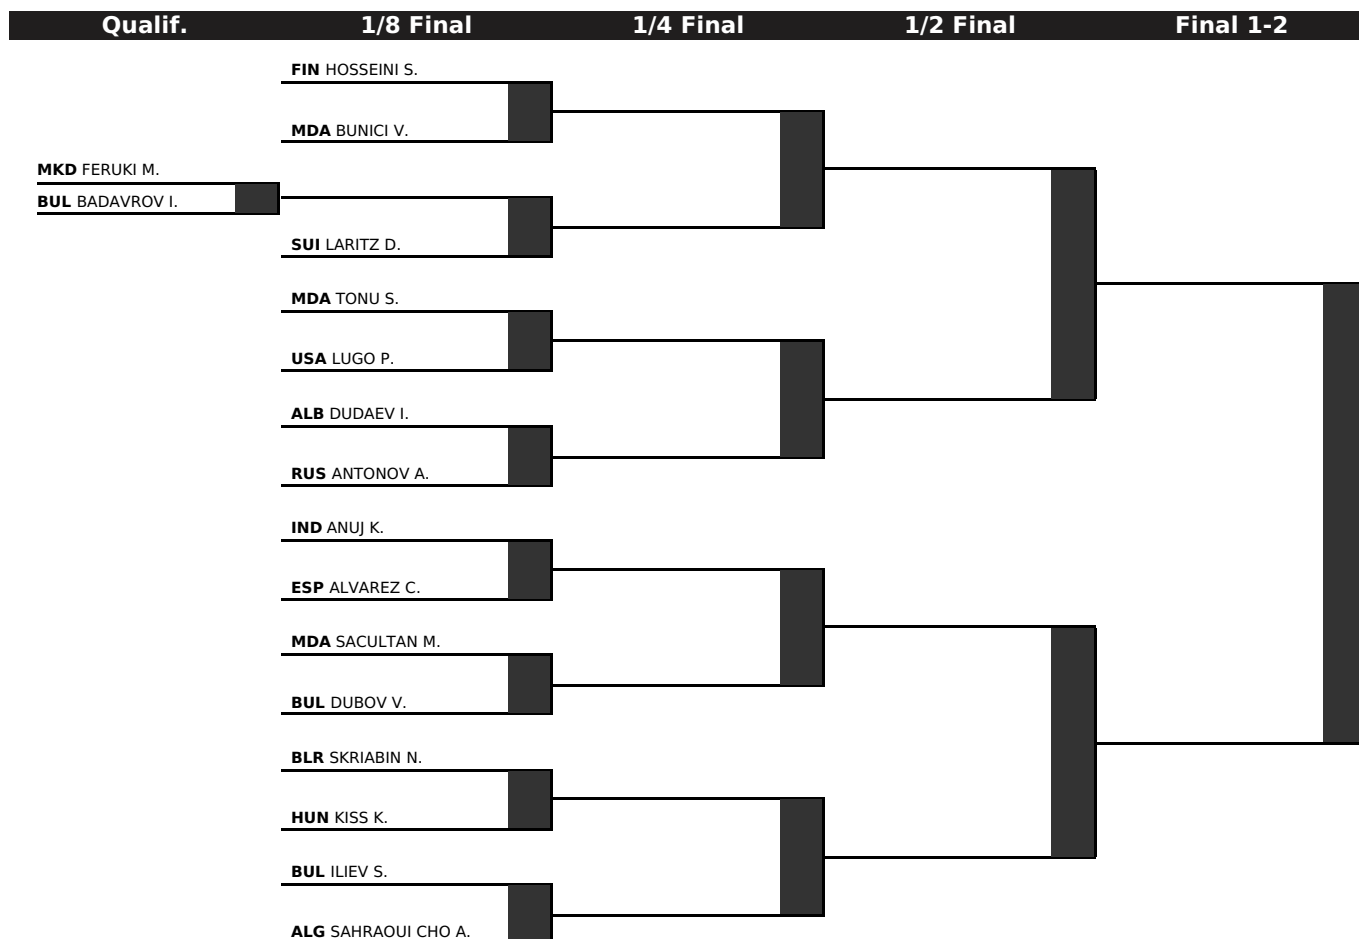 Qualif. 1/8 Final 1/4 Final 1/2 Final Final 1-2
FIN HOSSEINI S.
MDA BUNICI V.
MKD FERUKI M.
BUL BADAVROV I.
SUI LARITZ D.
MDA TONU S.
USA LUGO P.
ALB DUDAEV I.
RUS ANTONOV A.
IND ANUJ K.
ESP ALVAREZ C.
MDA SACULTAN M.
BUL DUBOV V.
BLR SKRIABIN N.
HUN KISS K.
BUL ILIEV S.
ALG SAHRAOUI CHO A.